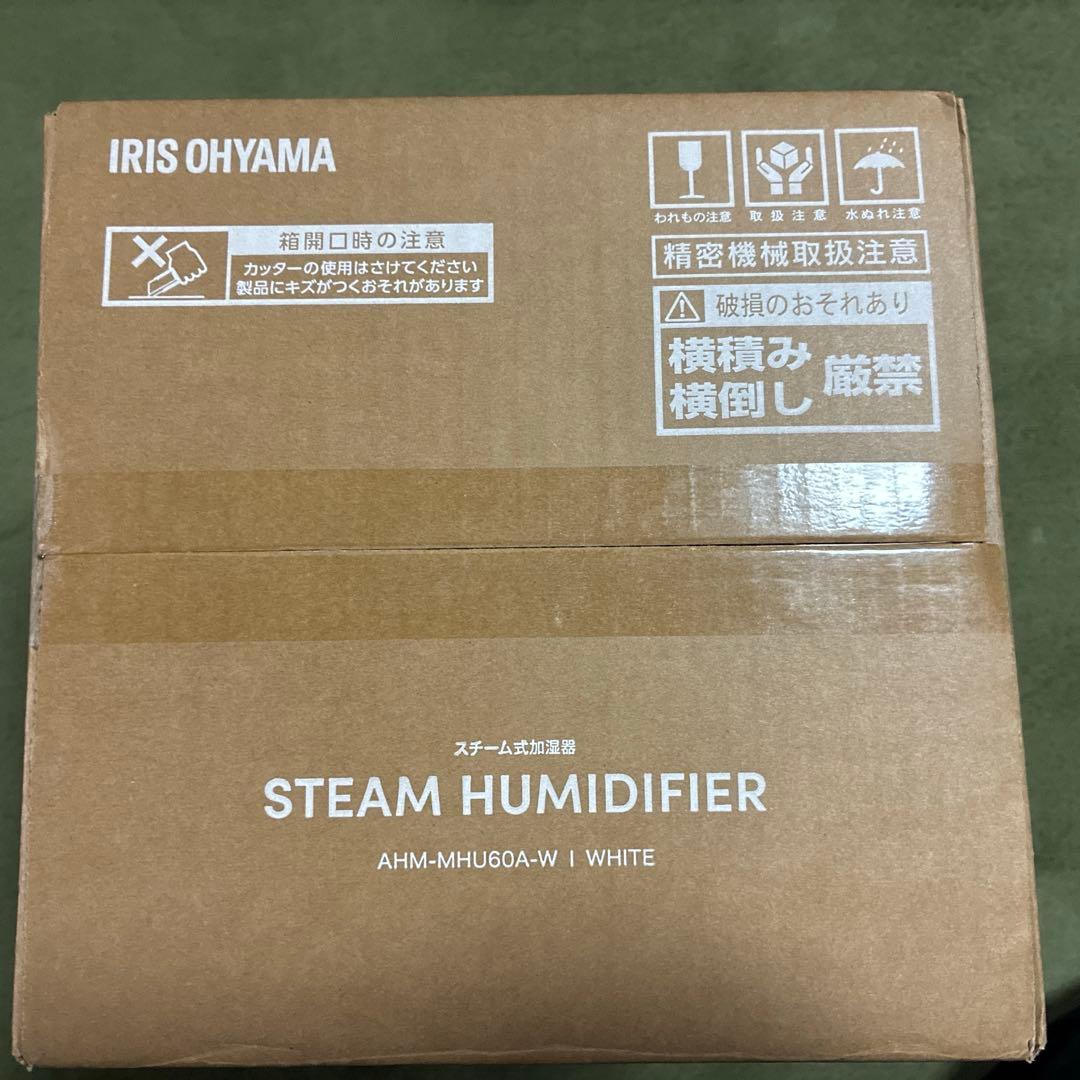 IRIS OHYAMA
われもの注意
取扱注意
水ぬれ注意
箱開口時の注意
カッターの使用はさけてください
製品にキズがつくおそれがあります
精密機械取扱注意
破損のおそれあり
横積み
横倒し
厳禁
スチーム式加湿器
STEAM HUMIDIFIER
AHM-MHU60A-W | WHITE